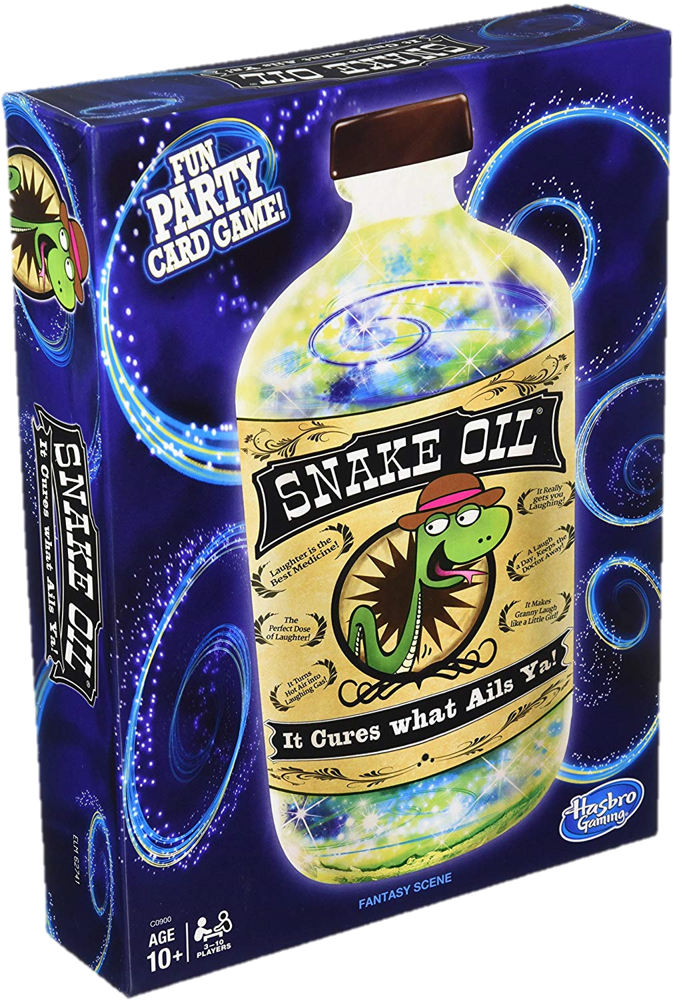 SNAKE OIL®
It Cures what Ails Ya!
FUN
PARTY
CARD GAME!
SNAKE OIL®
It Really
gets you
Laughing!
Laughter is the
Best Medicine!
A Laugh
a Day, Keeps the
Doctor Away!
The
Perfect Dose
of Laughter!
It Makes
Granny Laugh
like a Little Girl!
It Turns
Hot Air into
Laughing Gas!
It Cures what Ails Ya!
Hasbro
Gaming
FANTASY SCENE
C0900
AGE
10+
3–10
PLAYERS
SNAKE OIL®
It Cures what Ails Ya!
ELM 62741